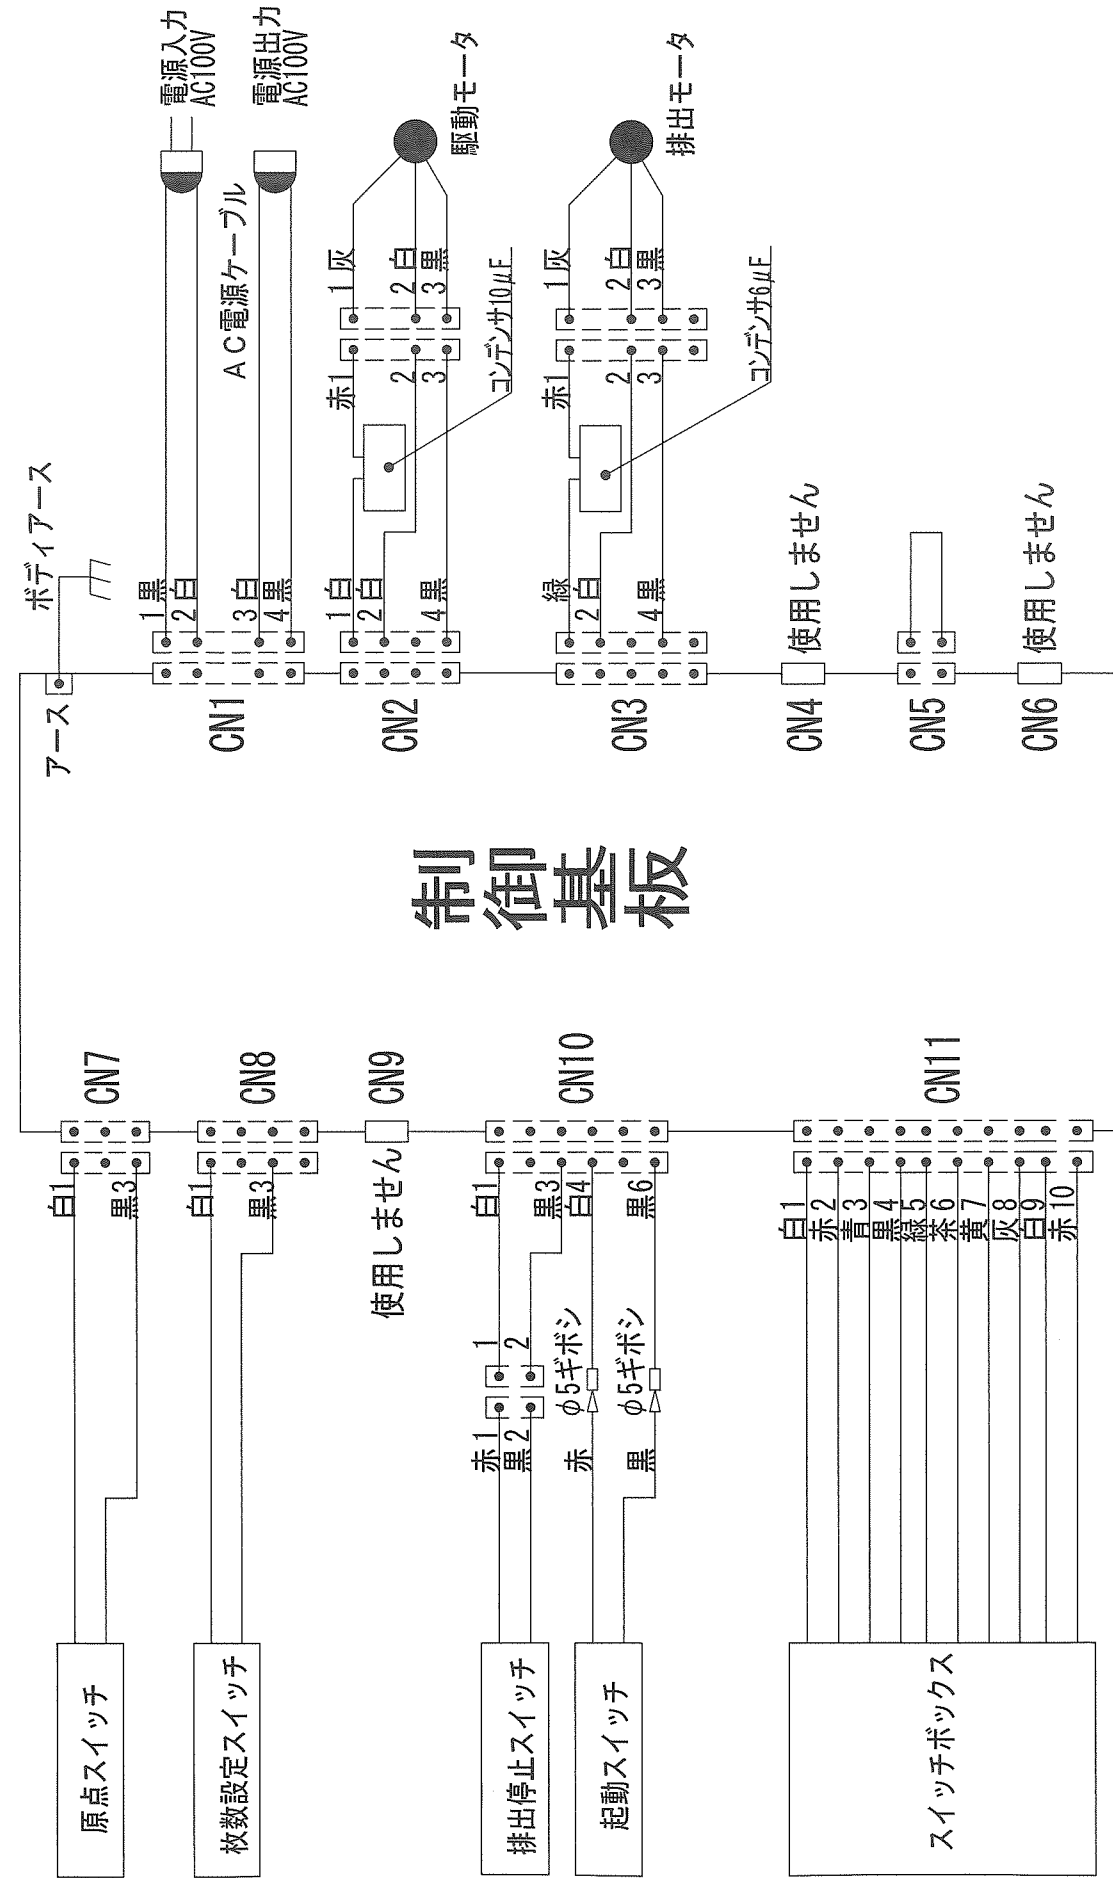 電源入力
AC100V
電源出力
AC100V
AC電源ケーブル
駆動モータ
排出モータ
1灰
2白
3黒
1灰
2白
3黒
コンデンサ10μF
コンデンサ6μF
赤1
2
3
赤1
2
3
ボディアース
1黒
2白
3白
4黒
1白
2白
4黒
緑
2白
4黒
使用しません
使用しません
アース
CN1
CN2
CN3
CN4
CN5
CN6
制御基板
CN7
CN8
CN9
CN10
CN11
白1
黒3
白1
黒3
使用しません
白1
黒3
白4
黒6
白1
赤2
青3
黒4
緑5
茶6
黄7
灰8
白9
赤10
1
2
φ5ギボシ
φ5ギボシ
赤1
黒2
赤
黒
原点スイッチ
枚数設定スイッチ
排出停止スイッチ
起動スイッチ
スイッチボックス